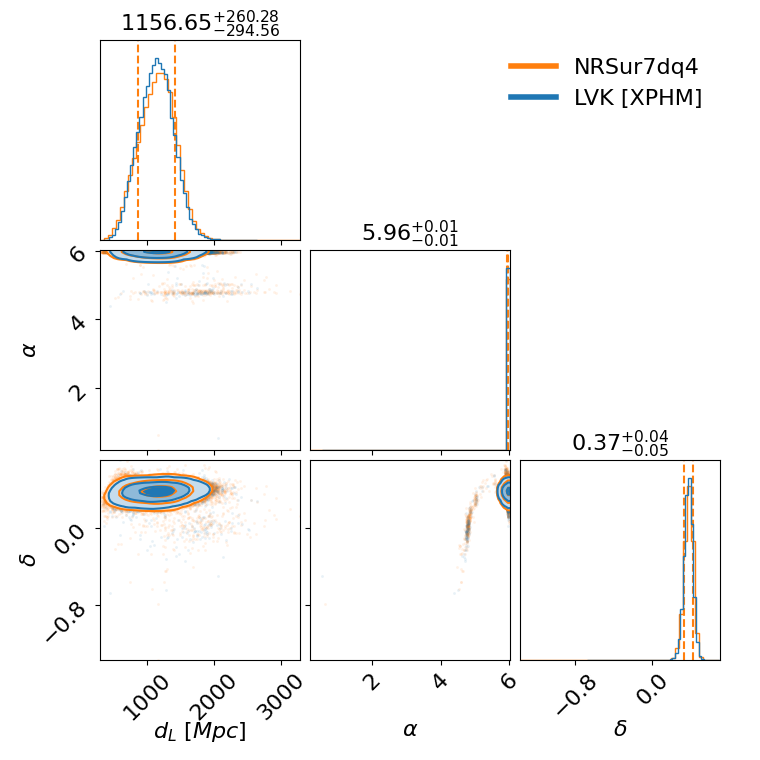 1156.65+260.28−294.56
NRSur7dq4
LVK [XPHM]
5.96+0.01−0.01
6
4
2
α
0.37+0.04−0.05
0.0
−0.8
δ
1000
2000
3000
2
4
6
−0.8
0.0
d_L [Mpc]
α
δ